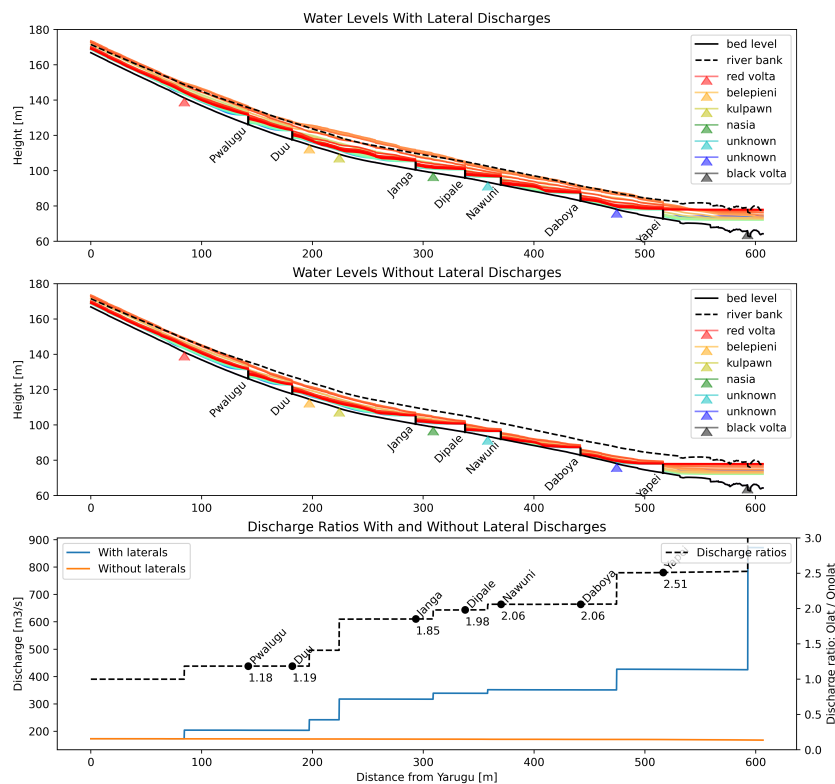 Water Levels With Lateral Discharges
180
160
140
120
100
80
60
Height [m]
Pwalugu
Duu
Janga
Dipale
Nawuni
Daboya
Yapei
bed level
river bank
red volta
belepieni
kulpawn
nasia
unknown
unknown
black volta
0 100 200 300 400 500 600
Water Levels Without Lateral Discharges
180
160
140
120
100
80
60
Height [m]
Pwalugu
Duu
Janga
Dipale
Nawuni
Daboya
Yapei
bed level
river bank
red volta
belepieni
kulpawn
nasia
unknown
unknown
black volta
0 100 200 300 400 500 600
Discharge Ratios With and Without Lateral Discharges
900
800
700
600
500
400
300
200
Discharge [m3/s]
With laterals
Without laterals
Discharge ratios
Pwalugu
1.18
Duu
1.19
Janga
1.85
Dipale
1.98
Nawuni
2.06
Daboya
2.06
Yapei
2.51
3.0
2.5
2.0
1.5
1.0
0.5
0.0
Discharge ratio: Qlat / Qnolat
0 100 200 300 400 500 600
Distance from Yarugu [m]